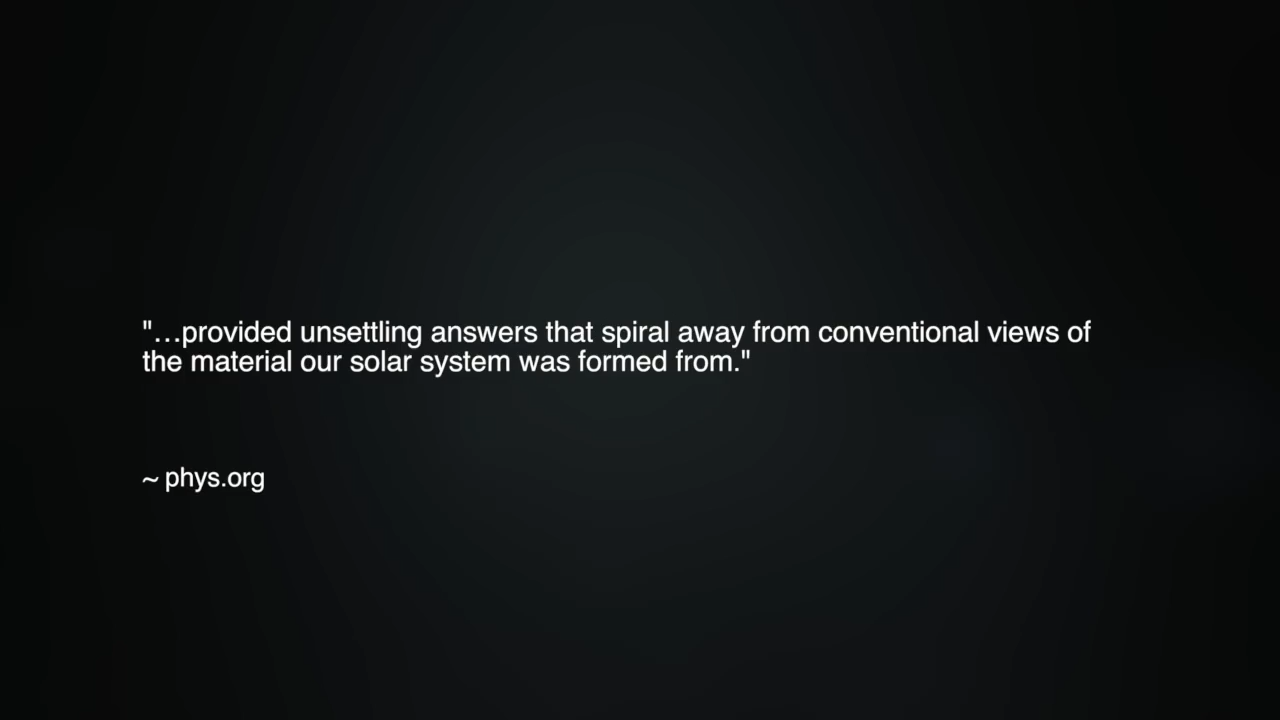 "…provided unsettling answers that spiral away from conventional views of
the material our solar system was formed from."
~ phys.org